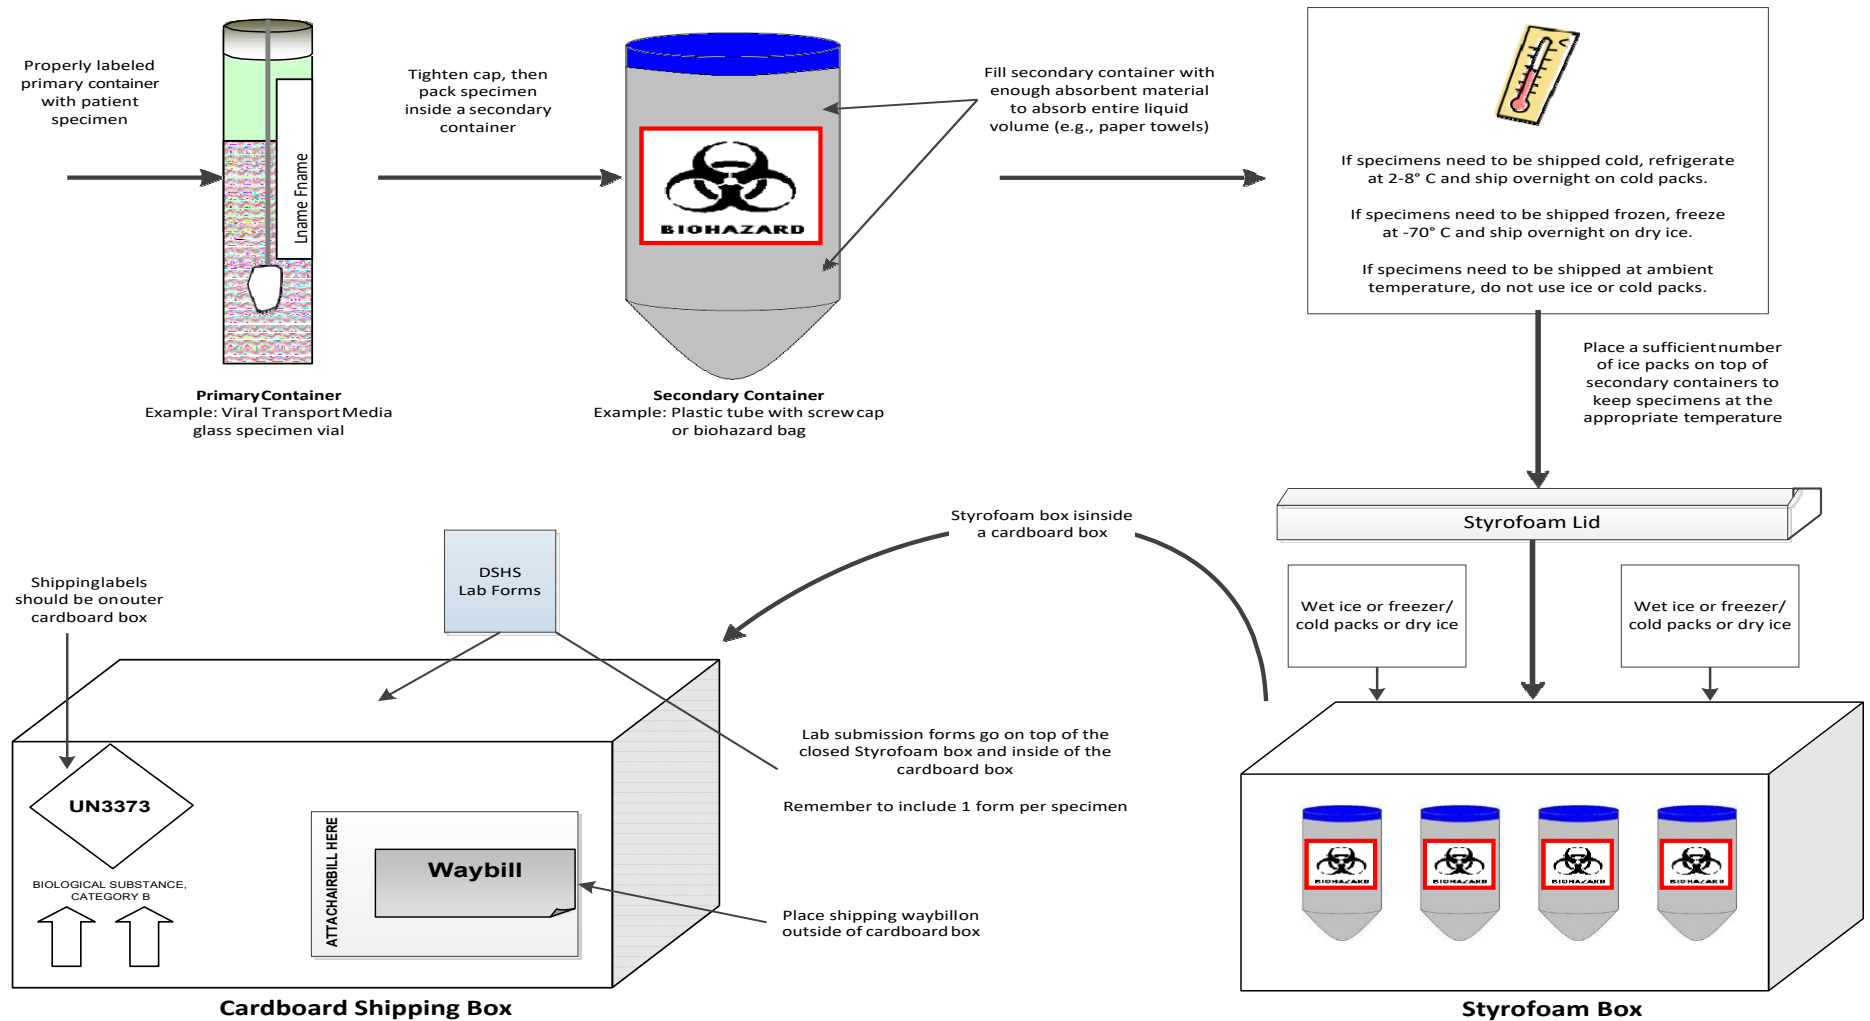 Properly labeled
primary container
with patient
specimen
Lname Fname
Primary Container
Example: Viral Transport Media
glass specimen vial
Tighten cap, then
pack specimen
inside a secondary
container
BIOHAZARD
Secondary Container
Example: Plastic tube with screw cap
or biohazard bag
Fill secondary container with
enough absorbent material
to absorb entire liquid
volume (e.g., paper towels)
If specimens need to be shipped cold, refrigerate
at 2-8° C and ship overnight on cold packs.
If specimens need to be shipped frozen, freeze
at -70° C and ship overnight on dry ice.
If specimens need to be shipped at ambient
temperature, do not use ice or cold packs.
Place a sufficient number
of ice packs on top of
secondary containers to
keep specimens at the
appropriate temperature
Styrofoam Lid
Wet ice or freezer/
cold packs or dry ice
Wet ice or freezer/
cold packs or dry ice
BIOHAZARD
BIOHAZARD
BIOHAZARD
BIOHAZARD
Styrofoam Box
Styrofoam box isinside
a cardboard box
DSHS
Lab Forms
Shipping labels
should be on outer
cardboard box
Lab submission forms go on top of the
closed Styrofoam box and inside of the
cardboard box
Remember to include 1 form per specimen
UN3373
BIOLOGICAL SUBSTANCE,
CATEGORY B
ATTACH AIRBILL HERE
Waybill
Place shipping waybill on
outside of cardboard box
Cardboard Shipping Box